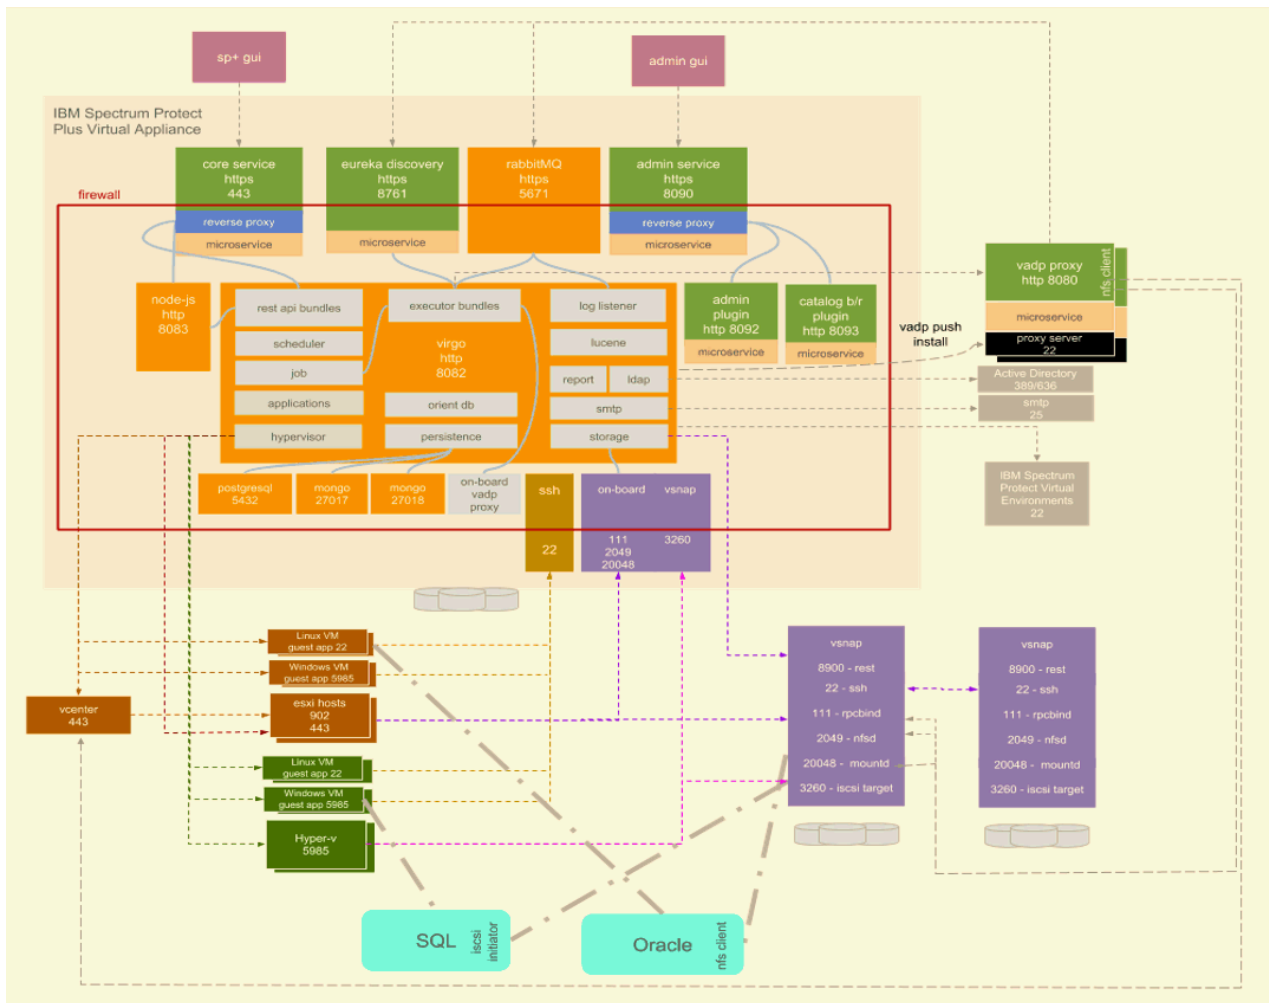 sp+ gui
admin gui
IBM Spectrum Protect
Plus Virtual Appliance
core service
https
443
reverse proxy
microservice
eureka discovery
https
8761
microservice
rabbitMQ
https
5671
admin service
https
8090
reverse proxy
microservice
firewall
node-js
http
8083
rest api bundles
scheduler
job
applications
hypervisor
executor bundles
virgo
http
8082
orient db
persistence
log listener
lucene
report
ldap
smtp
storage
admin
plugin
http 8092
microservice
catalog b/r
plugin
http 8093
microservice
vadp push
install
vadp proxy
http 8080
nfs client
microservice
proxy server
22
Active Directory
389/636
smtp
25
IBM Spectrum
Protect Virtual
Environments
22
postgresql
5432
mongo
27017
mongo
27018
on-board
vadp
proxy
ssh
22
on-board vsnap
111 3260
2049
20048
Linux VM
guest app 22
Windows VM
guest app 5985
esxi hosts
902
443
vcenter
443
Linux VM
guest app 22
Windows VM
guest app 5985
Hyper-v
5985
vsnap
8900 - rest
22 - ssh
111 - rpcbind
2049 - nfsd
20048 - mountd
3260 - iscsi target
vsnap
8900 - rest
22 - ssh
111 - rpcbind
2049 - nfsd
20048 - mountd
3260 - iscsi target
SQL
iscsi
initiator
Oracle
nfs client